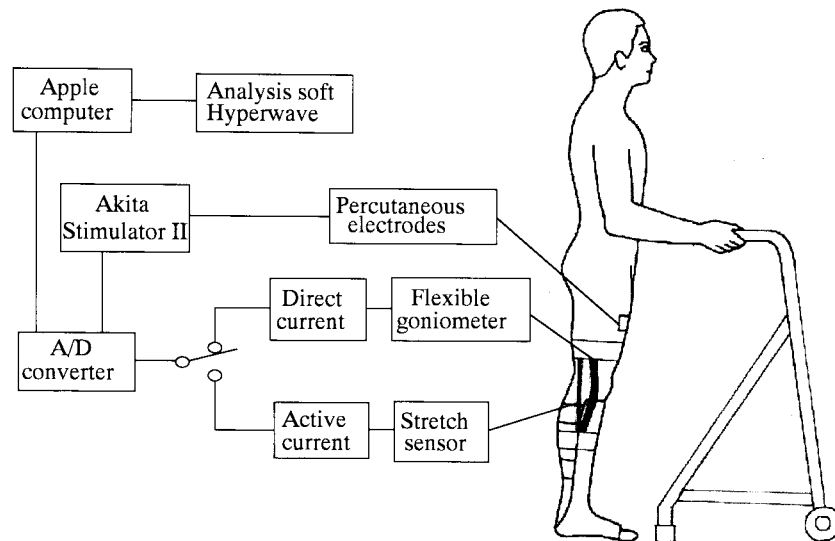 Apple
computer
Analysis soft
Hyperwave
Akita
Stimulator II
Percutaneous
electrodes
Direct
current
Flexible
goniometer
A/D
converter
Active
current
Stretch
sensor